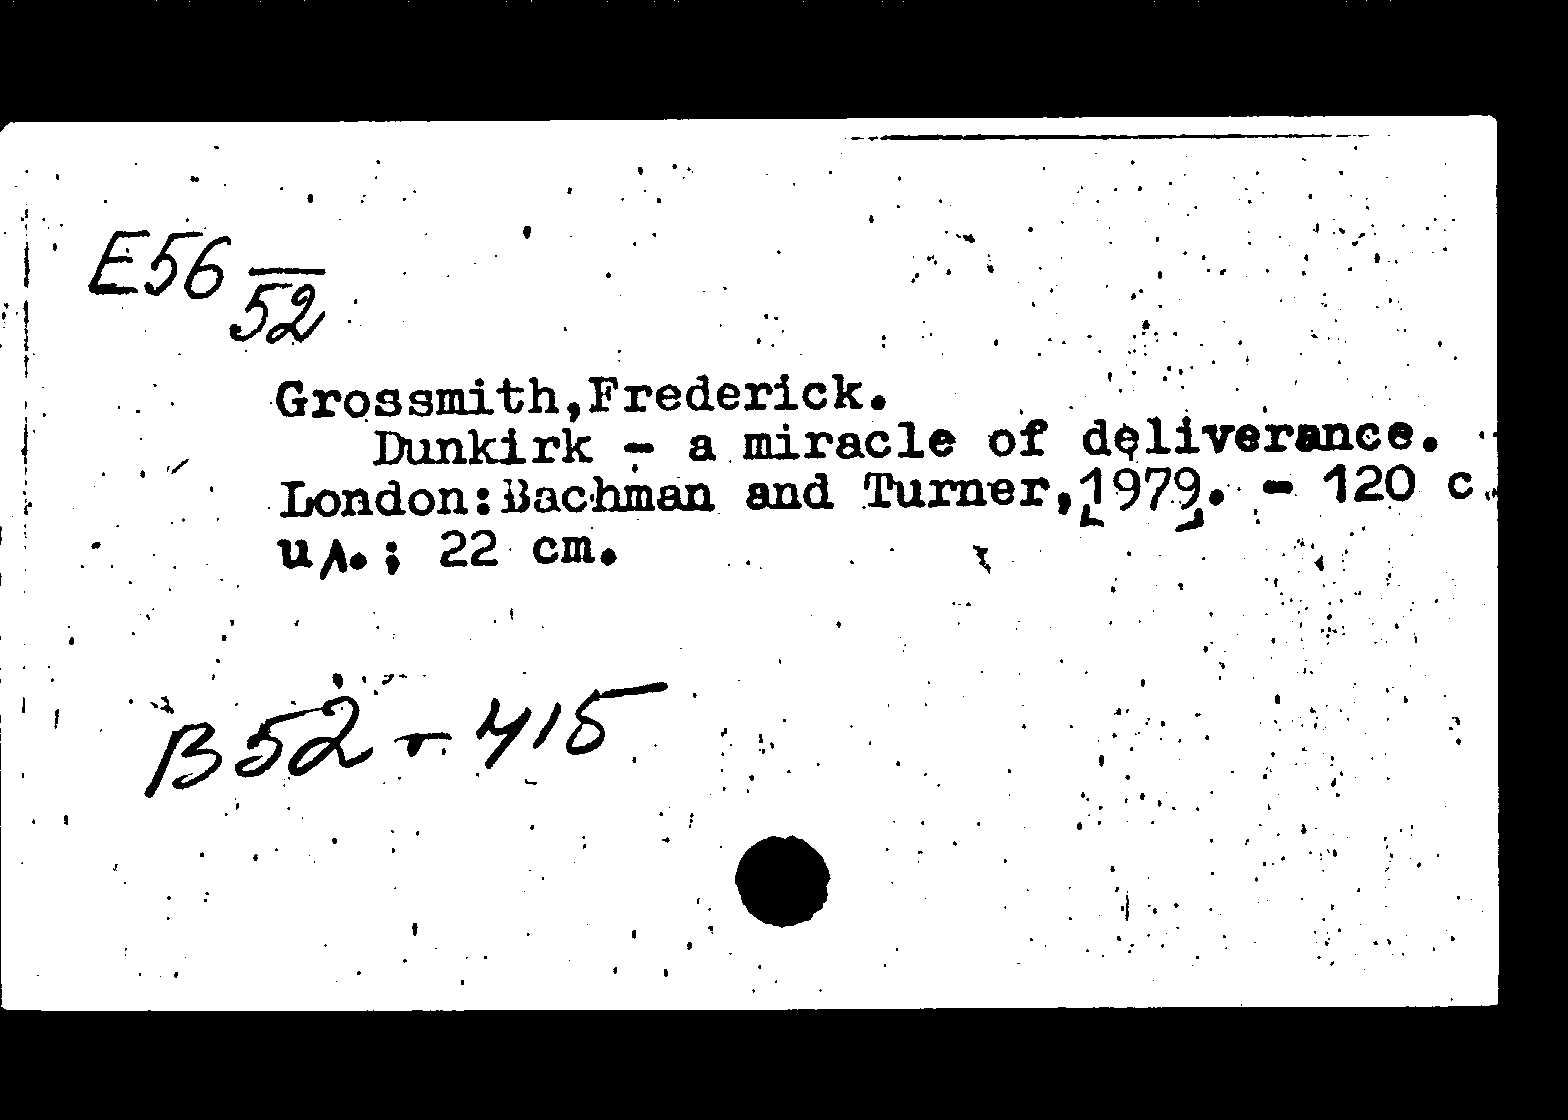 E56
52
Grossmith,Frederick.
Dunkirk - a miracle of deliverance.
London:Bachman and Turner,[1979]. - 120 c.
ил.; 22 cm.
B52-415